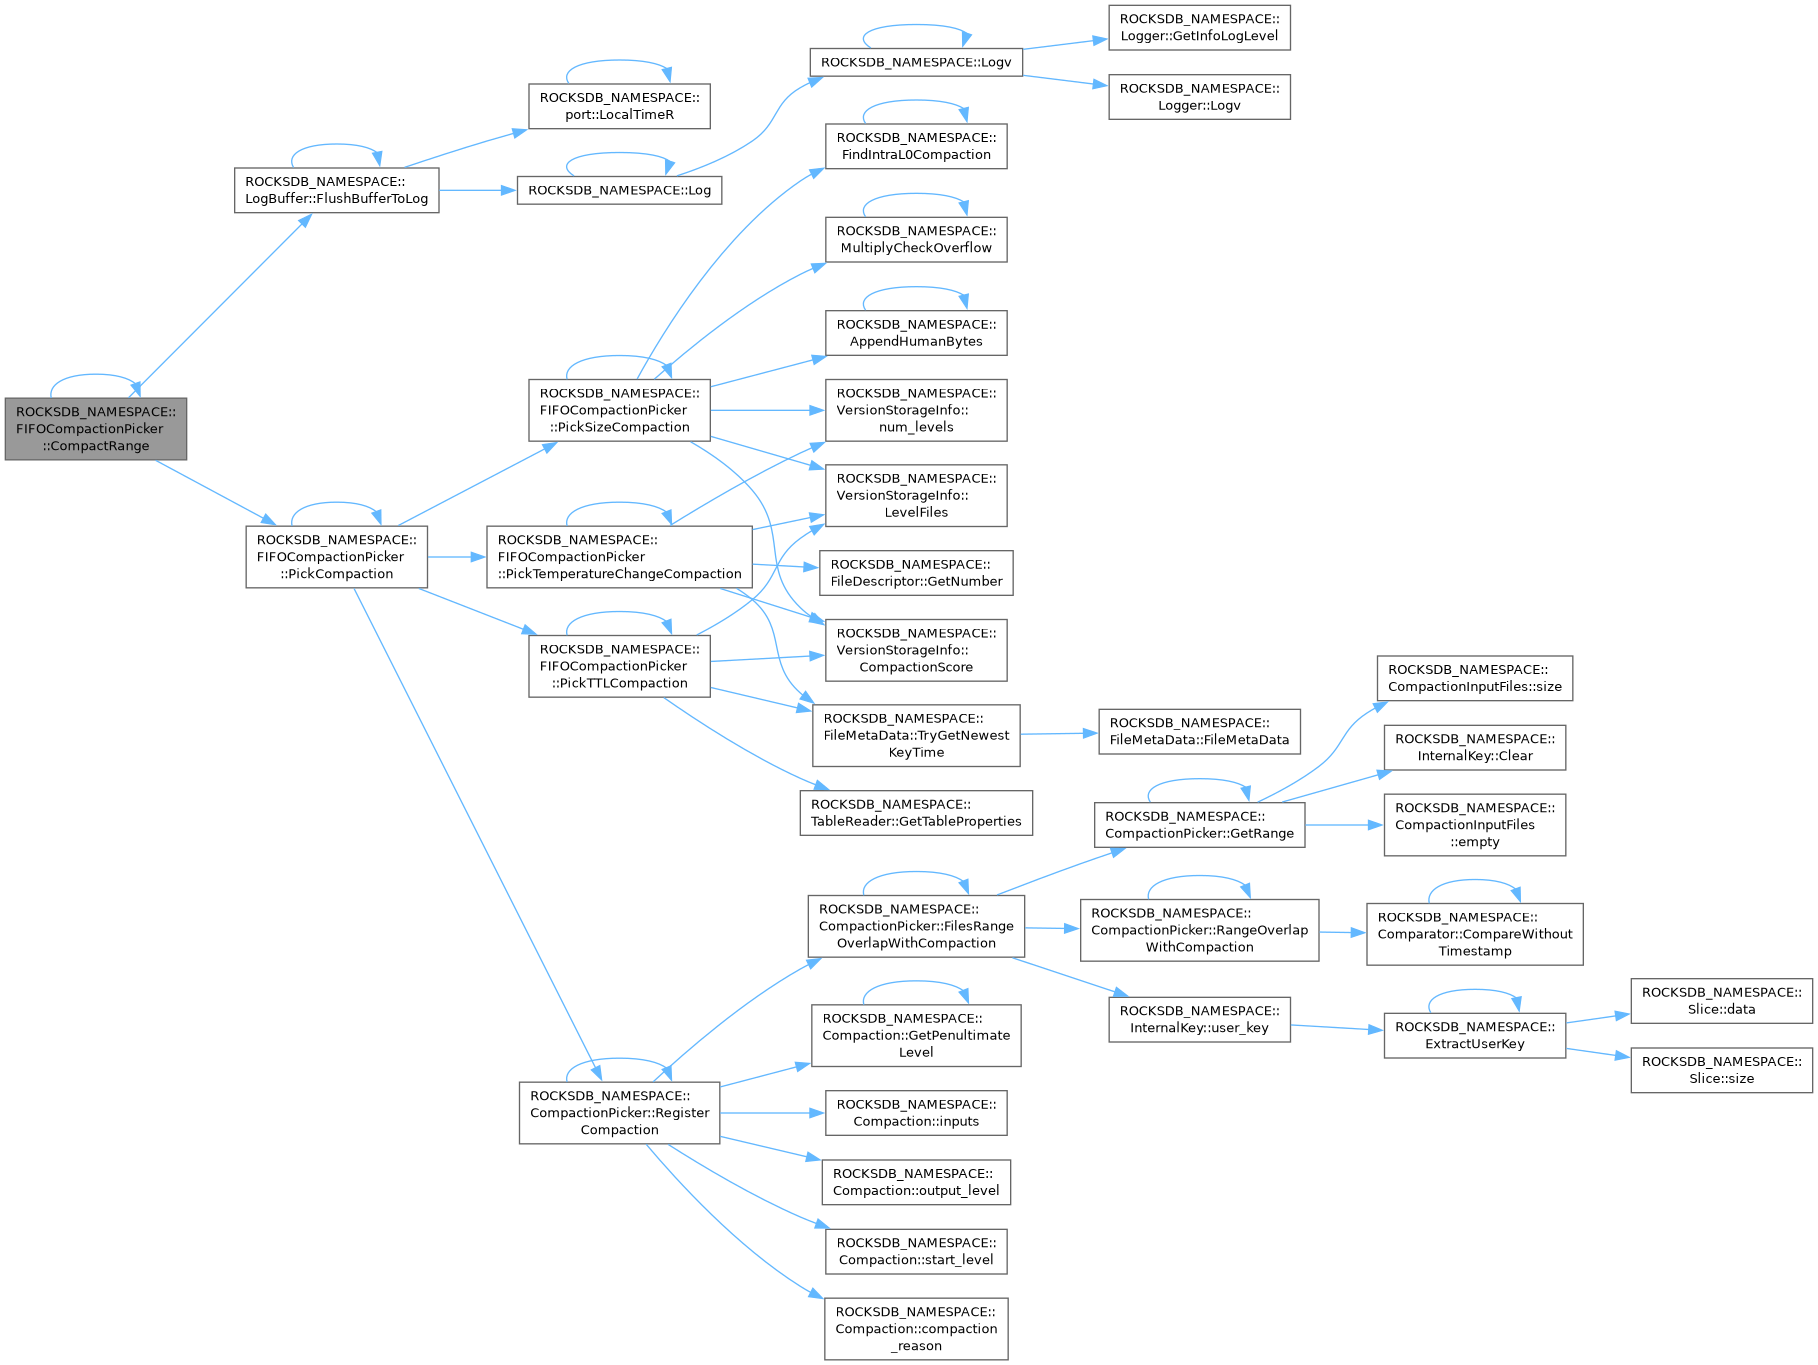 ROCKSDB_NAMESPACE::
FIFOCompactionPicker
::CompactRange
ROCKSDB_NAMESPACE::
LogBuffer::FlushBufferToLog
ROCKSDB_NAMESPACE::
port::LocalTimeR
ROCKSDB_NAMESPACE::Log
ROCKSDB_NAMESPACE::Logv
ROCKSDB_NAMESPACE::
Logger::GetInfoLogLevel
ROCKSDB_NAMESPACE::
Logger::Logv
ROCKSDB_NAMESPACE::
FIFOCompactionPicker
::PickCompaction
ROCKSDB_NAMESPACE::
FIFOCompactionPicker
::PickSizeCompaction
ROCKSDB_NAMESPACE::
FindIntraL0Compaction
ROCKSDB_NAMESPACE::
MultiplyCheckOverflow
ROCKSDB_NAMESPACE::
AppendHumanBytes
ROCKSDB_NAMESPACE::
VersionStorageInfo::
num_levels
ROCKSDB_NAMESPACE::
VersionStorageInfo::
LevelFiles
ROCKSDB_NAMESPACE::
FIFOCompactionPicker
::PickTemperatureChangeCompaction
ROCKSDB_NAMESPACE::
FileDescriptor::GetNumber
ROCKSDB_NAMESPACE::
VersionStorageInfo::
CompactionScore
ROCKSDB_NAMESPACE::
FIFOCompactionPicker
::PickTTLCompaction
ROCKSDB_NAMESPACE::
FileMetaData::TryGetNewest
KeyTime
ROCKSDB_NAMESPACE::
FileMetaData::FileMetaData
ROCKSDB_NAMESPACE::
TableReader::GetTableProperties
ROCKSDB_NAMESPACE::
CompactionPicker::Register
Compaction
ROCKSDB_NAMESPACE::
CompactionPicker::FilesRange
OverlapWithCompaction
ROCKSDB_NAMESPACE::
CompactionPicker::GetRange
ROCKSDB_NAMESPACE::
CompactionInputFiles::size
ROCKSDB_NAMESPACE::
InternalKey::Clear
ROCKSDB_NAMESPACE::
CompactionInputFiles
::empty
ROCKSDB_NAMESPACE::
CompactionPicker::RangeOverlap
WithCompaction
ROCKSDB_NAMESPACE::
Comparator::CompareWithout
Timestamp
ROCKSDB_NAMESPACE::
InternalKey::user_key
ROCKSDB_NAMESPACE::
ExtractUserKey
ROCKSDB_NAMESPACE::
Slice::data
ROCKSDB_NAMESPACE::
Slice::size
ROCKSDB_NAMESPACE::
Compaction::GetPenultimate
Level
ROCKSDB_NAMESPACE::
Compaction::inputs
ROCKSDB_NAMESPACE::
Compaction::output_level
ROCKSDB_NAMESPACE::
Compaction::start_level
ROCKSDB_NAMESPACE::
Compaction::compaction
_reason